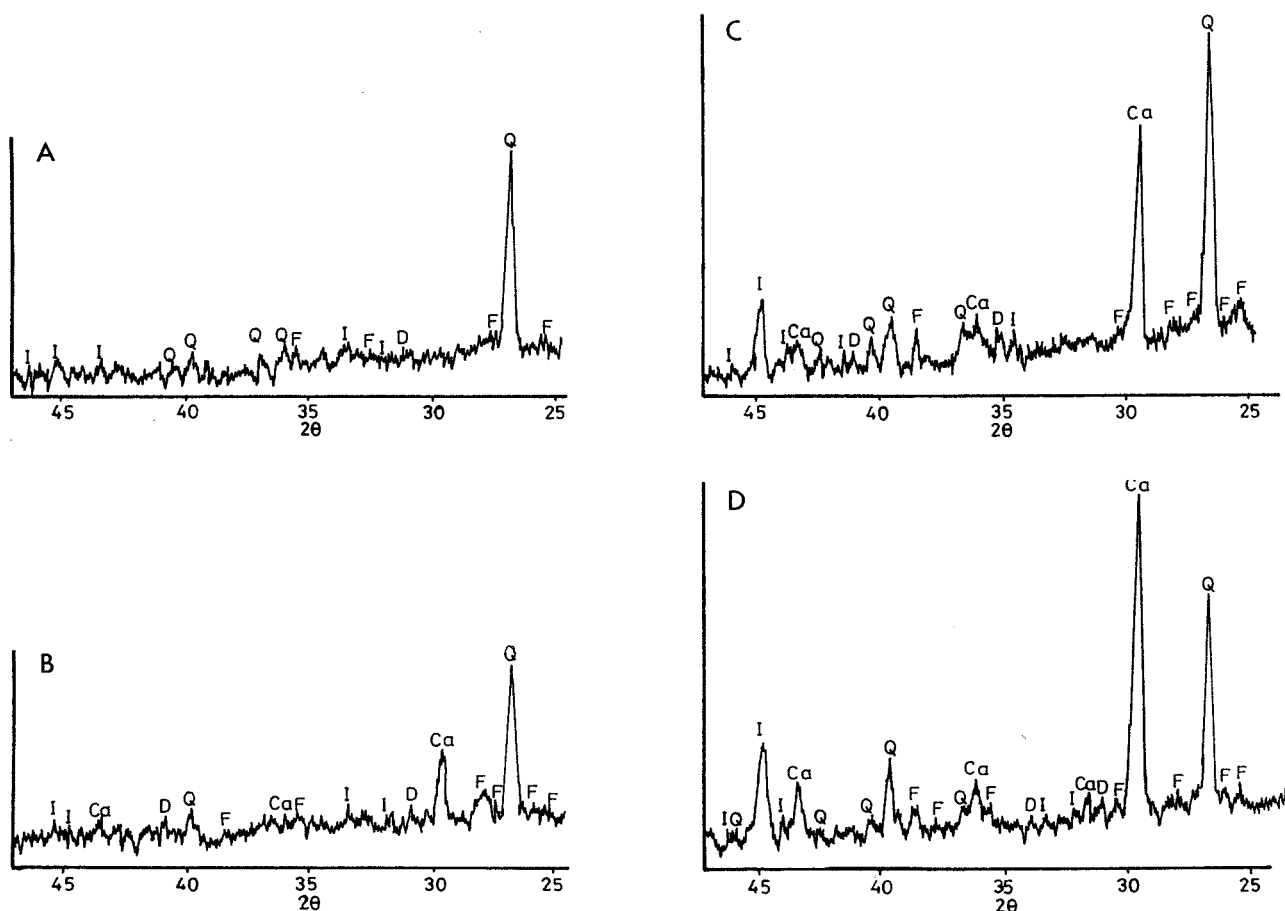 A
Q
I I I Q Q Q Q F I F I D F F
45 40 35 30 25
2θ
B
Q
Ca
I I Ca D Q F Ca F I I D F F F F
45 40 35 30 25
2θ
C
Q
Ca
I I Ca Q I D Q Q F Q Ca D I F F F F F
45 40 35 30 25
2θ
D
Ca
Q
I Q I I Ca Q Q Q F F Q Ca F D I I Ca D F F F F
45 40 35 30 25
2θ